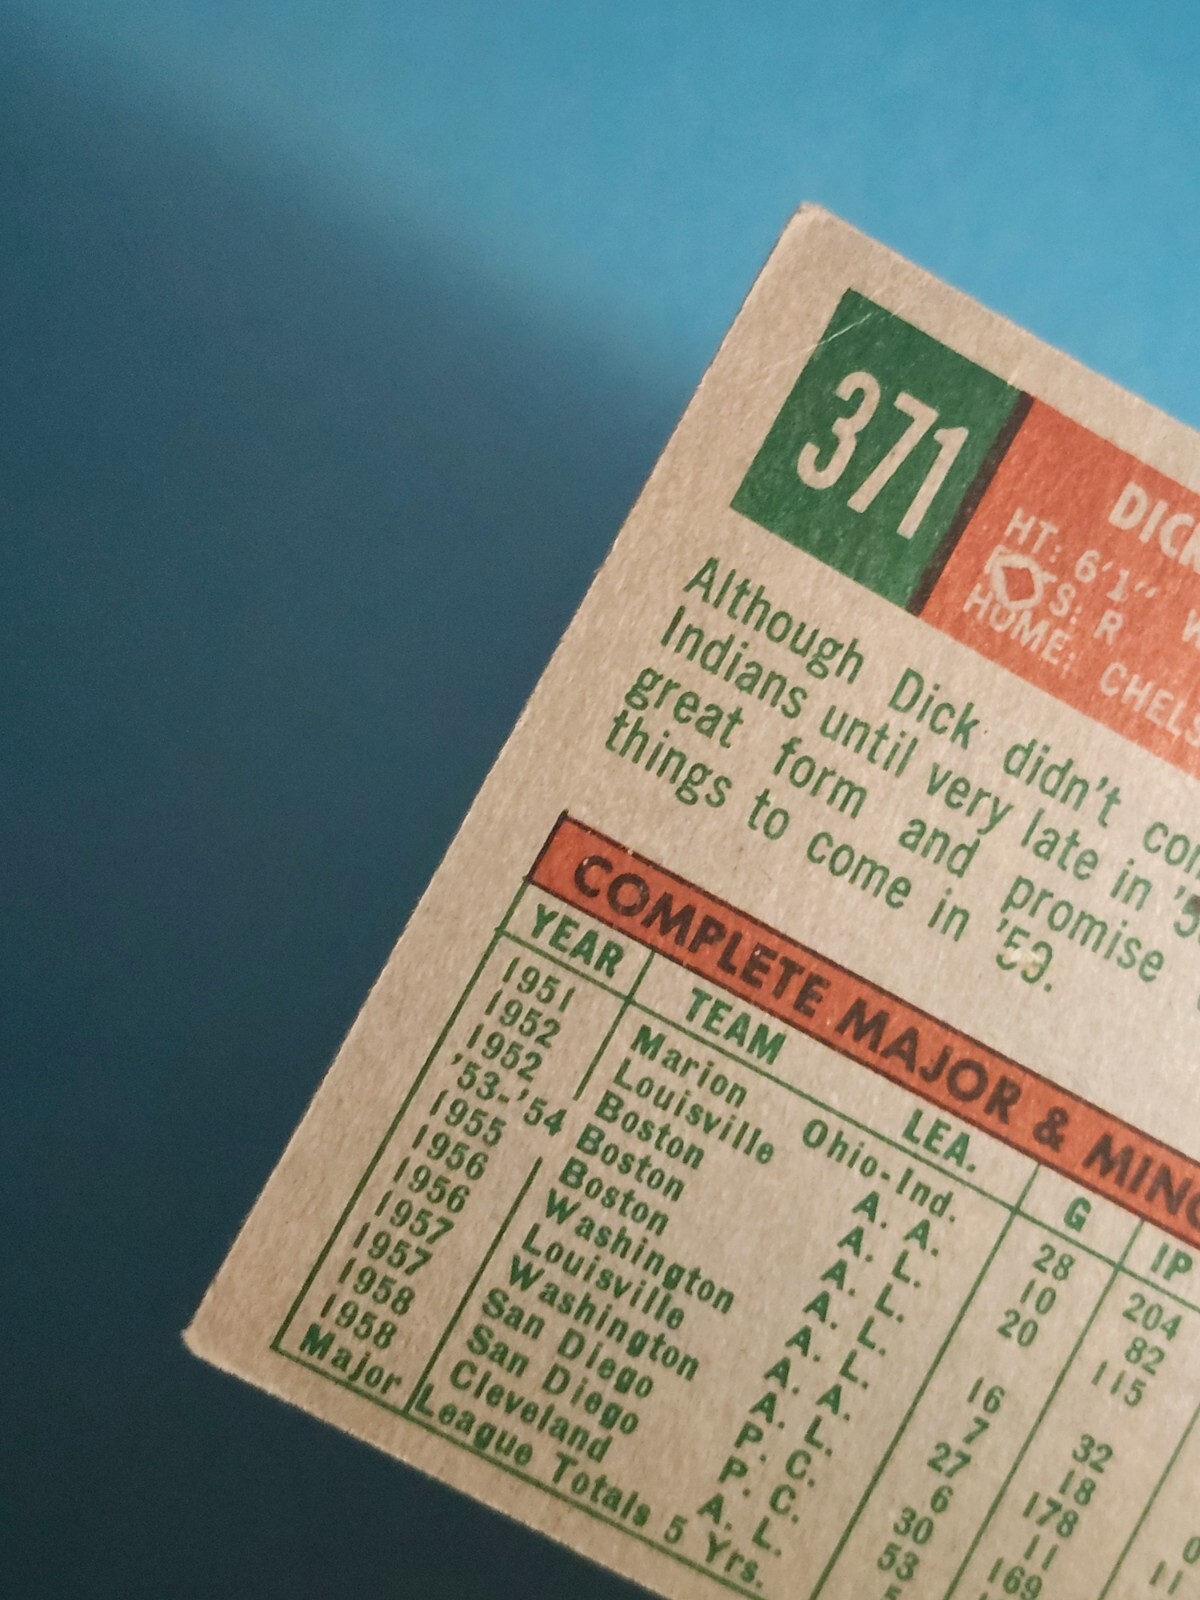 371
DICK
HT: 6'1"
S: R
HOME: CHELS
Although Dick didn't
Indians until very late in
great form and promise
things to come in '59.
COMPLETE MAJOR & MINO
YEAR TEAM LEA. G IP
1951 Marion Ohio-Ind. 28 204
1952 Louisville A. A. 10 82
1952 Boston A. L. 20 115
'53-'54 Boston A. L.
1955 Boston A. L. 16 32
1956 Washington A. L. 7 18
1956 Louisville A. A. 27 178
1957 Washington A. L. 6 11
1957 San Diego P. C. 30 169
1958 San Diego P. C. 53
1958 Cleveland A. L.
Major League Totals 5 Yrs.